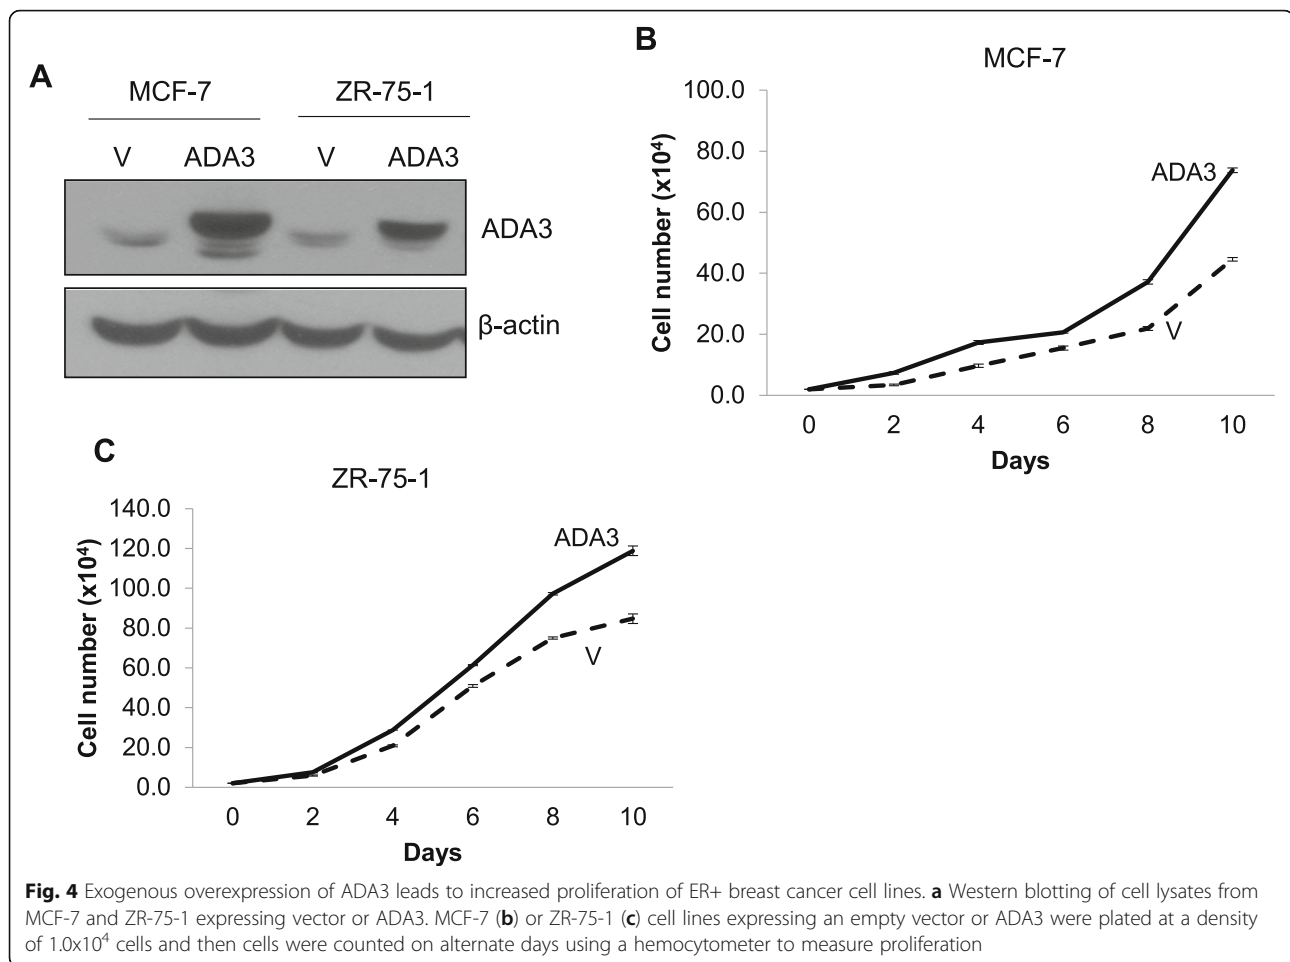 A
MCF-7 ZR-75-1
V ADA3 V ADA3
ADA3
β-actin
B
MCF-7
Cell number (x10⁴)
100.0
80.0
60.0
40.0
20.0
0.0
ADA3
V
0 2 4 6 8 10
Days
C
ZR-75-1
Cell number (x10⁴)
140.0
120.0
100.0
80.0
60.0
40.0
20.0
0.0
ADA3
V
0 2 4 6 8 10
Days
Fig. 4 Exogenous overexpression of ADA3 leads to increased proliferation of ER+ breast cancer cell lines. a Western blotting of cell lysates from
MCF-7 and ZR-75-1 expressing vector or ADA3. MCF-7 (b) or ZR-75-1 (c) cell lines expressing an empty vector or ADA3 were plated at a density
of 1.0x10⁴ cells and then cells were counted on alternate days using a hemocytometer to measure proliferation